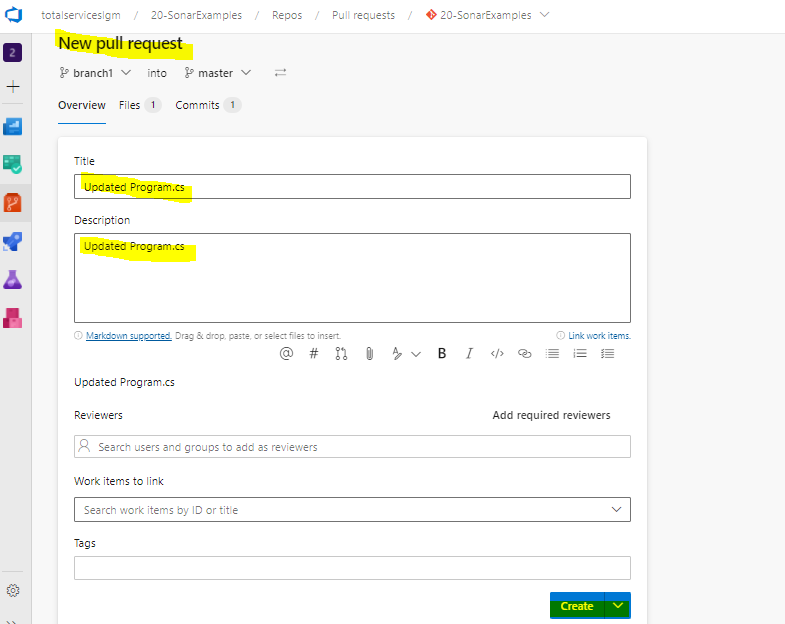 totalserviceslgm / 20-SonarExamples / Repos / Pull requests / 20-SonarExamples
2
New pull request
branch1 into master
Overview Files 1 Commits 1
Title
Updated Program.cs
Description
Updated Program.cs
Markdown supported. Drag & drop, paste, or select files to insert. Link work items.
@ # B I </>
Updated Program.cs
Reviewers Add required reviewers
Search users and groups to add as reviewers
Work items to link
Search work items by ID or title
Tags
Create